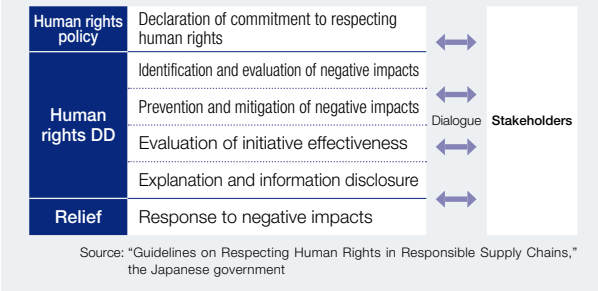 Human rights
policy
Declaration of commitment to respecting
human rights
Human
rights DD
Identification and evaluation of negative impacts
Prevention and mitigation of negative impacts
Evaluation of initiative effectiveness
Explanation and information disclosure
Relief
Response to negative impacts
Dialogue
Stakeholders
Source: “Guidelines on Respecting Human Rights in Responsible Supply Chains,”
the Japanese government